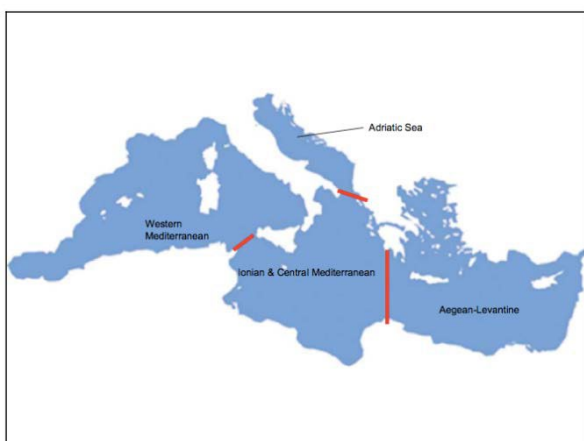 Adriatic Sea
Western
Mediterranean
Ionian & Central Mediterranean
Aegean-Levantine